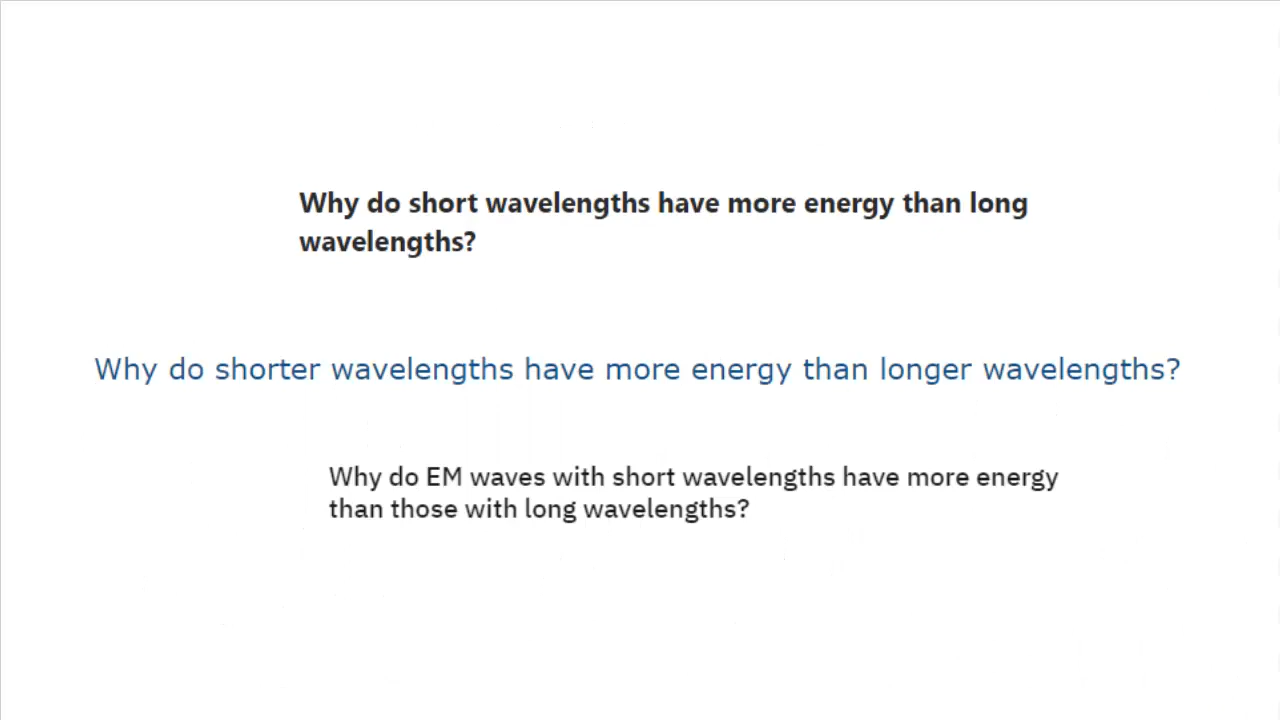 Why do short wavelengths have more energy than long
wavelengths?
Why do shorter wavelengths have more energy than longer wavelengths?
Why do EM waves with short wavelengths have more energy
than those with long wavelengths?